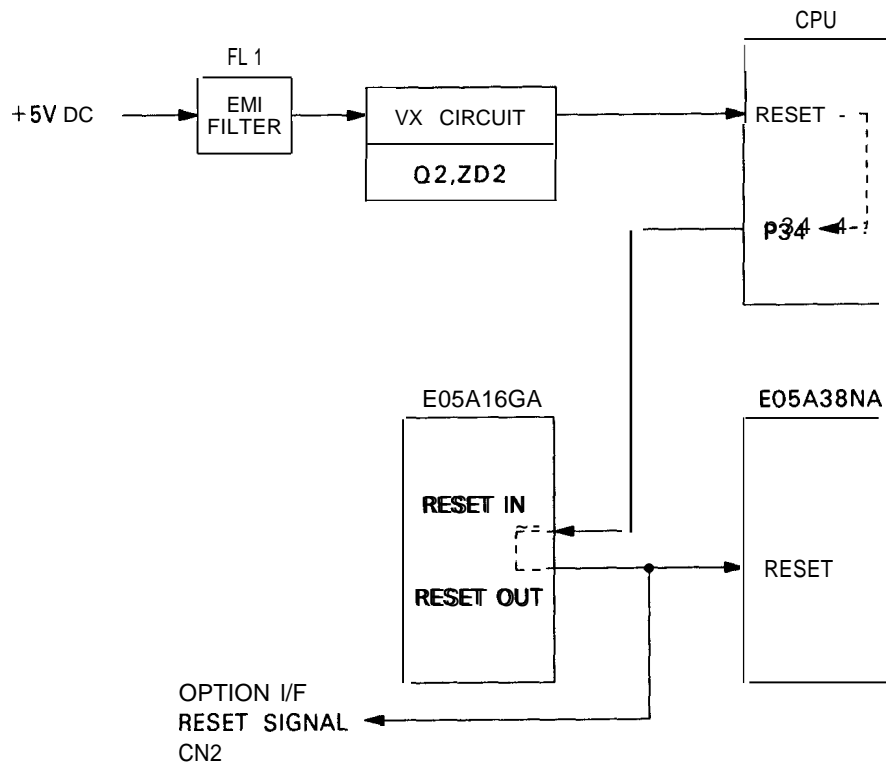 CPU
FL 1
+5V DC
EMI
FILTER
VX CIRCUIT
Q2,ZD2
RESET
P34
E05A16GA
E05A38NA
RESET IN
RESET OUT
RESET
OPTION I/F
RESET SIGNAL
CN2